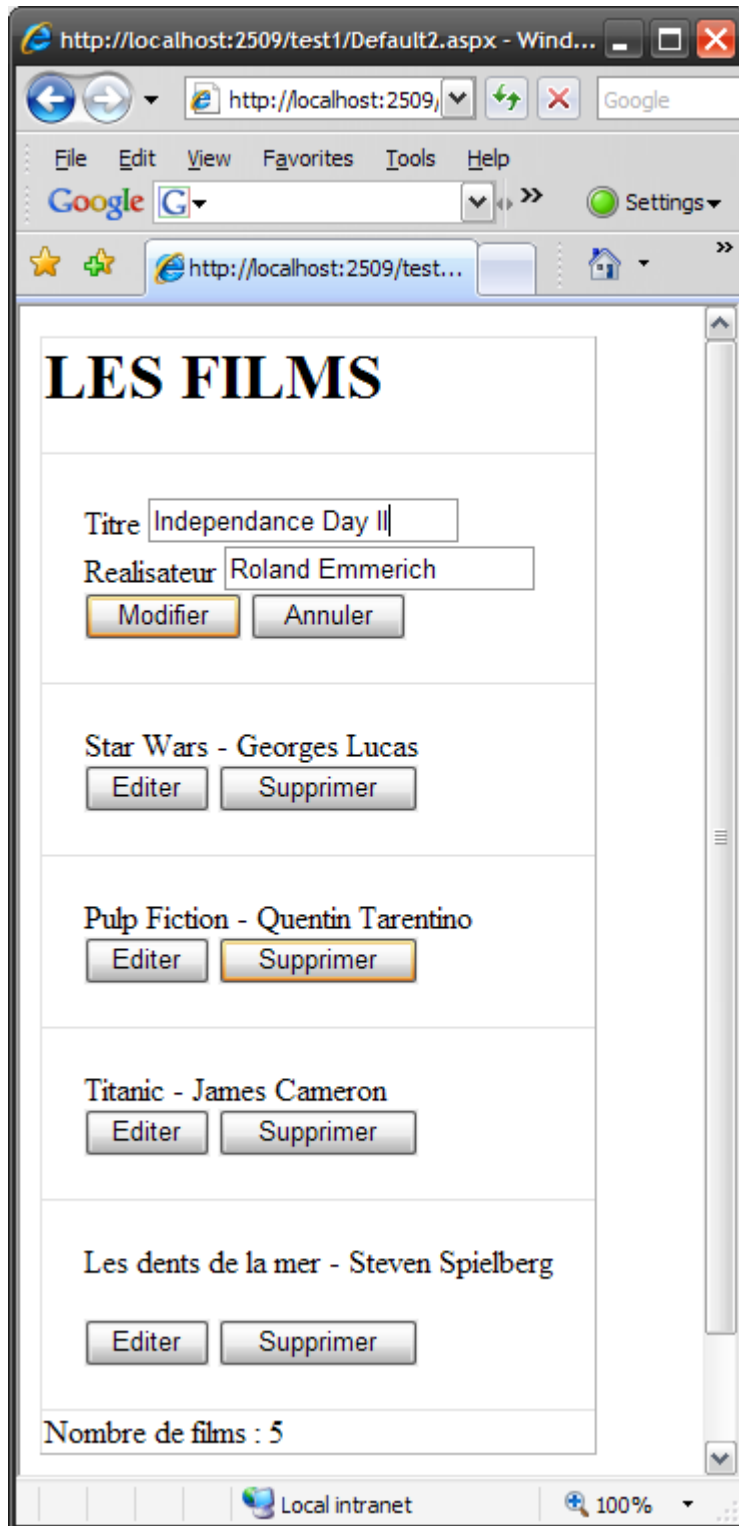 http://localhost:2509/test1/Default2.aspx - Wind...
http://localhost:2509/
Google
File Edit View Favorites Tools Help
Google G »
Settings
http://localhost:2509/test... »
LES FILMS
Titre Independance Day II
Realisateur Roland Emmerich
Modifier Annuler
Star Wars - Georges Lucas
Editer Supprimer
Pulp Fiction - Quentin Tarentino
Editer Supprimer
Titanic - James Cameron
Editer Supprimer
Les dents de la mer - Steven Spielberg
Editer Supprimer
Nombre de films : 5
Local intranet 100%